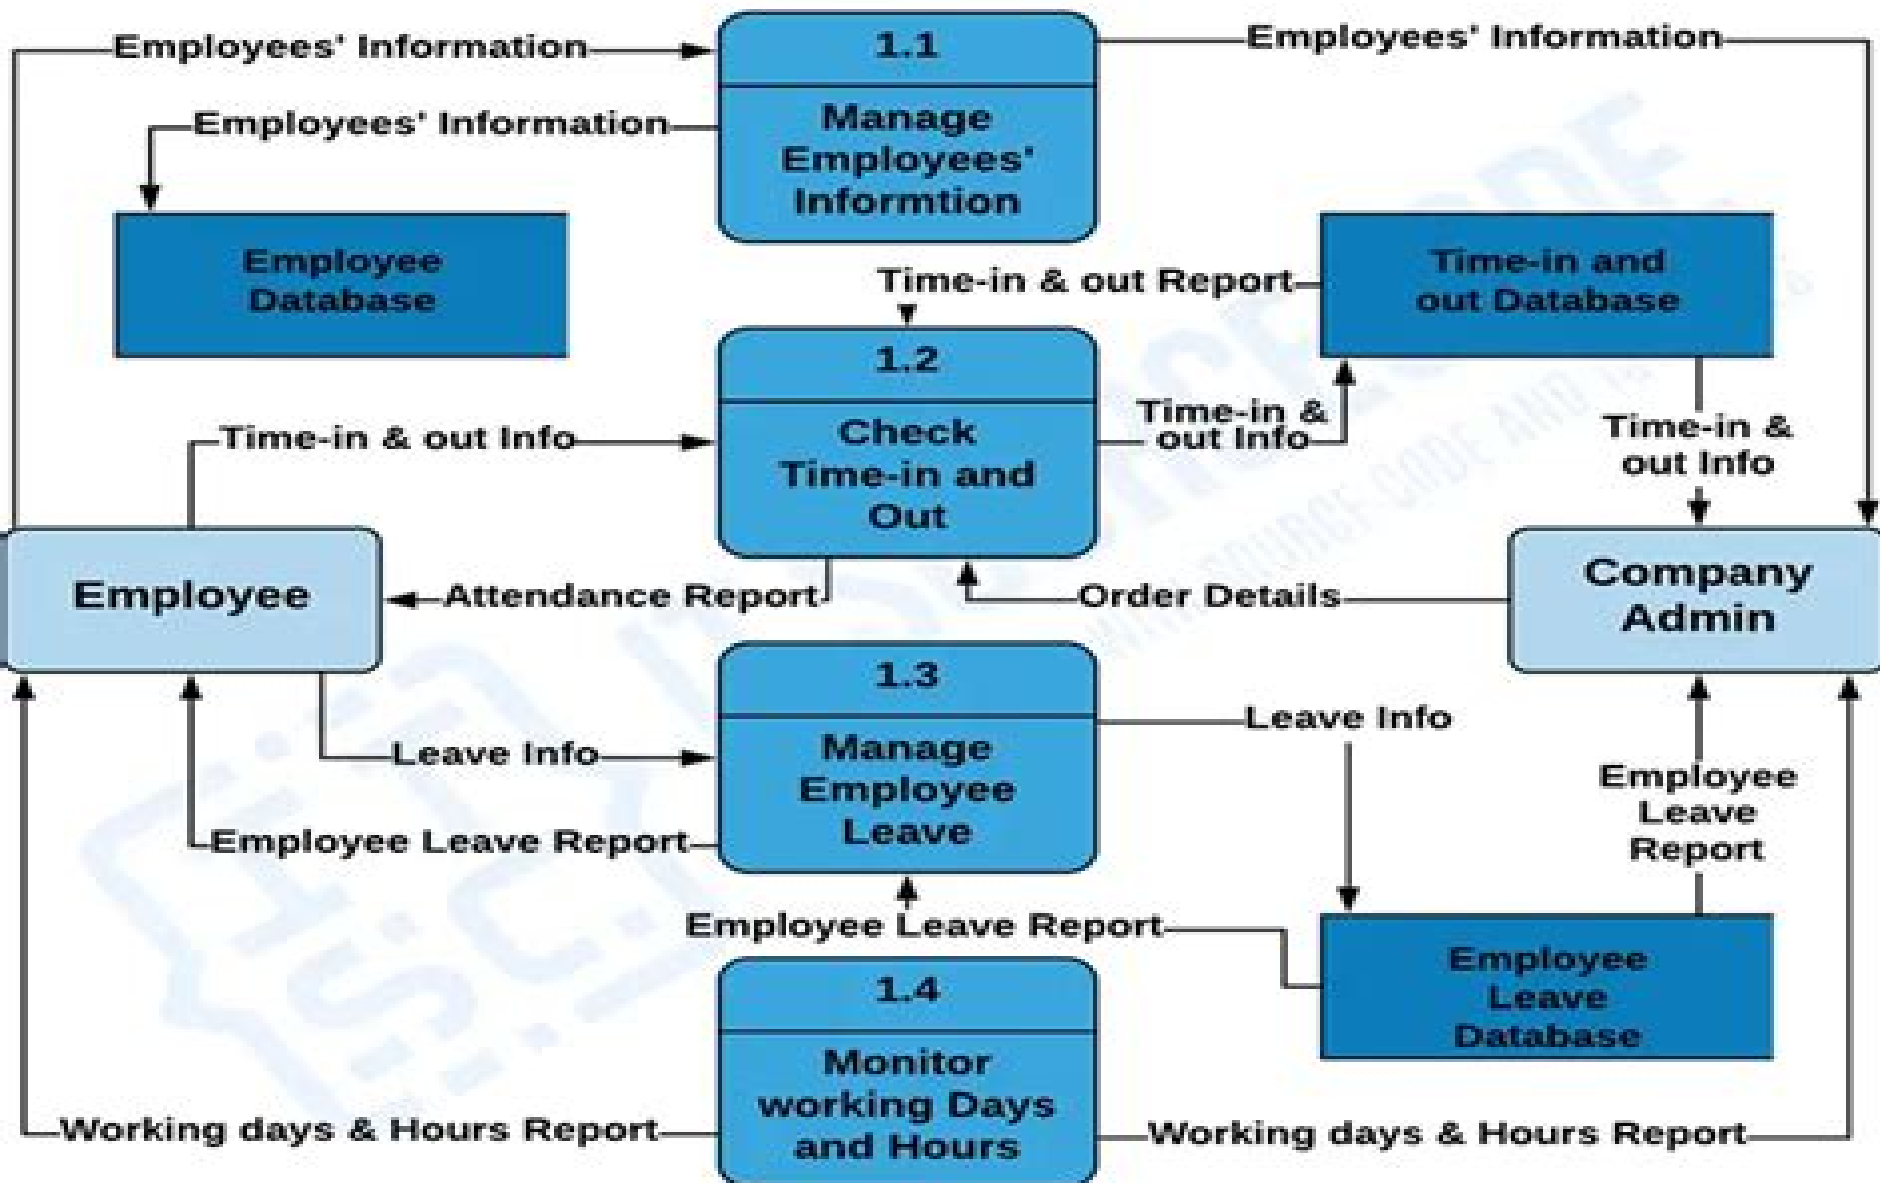 Employees' Information
1.1
Employees' Information
Employees' Information
Manage
Employees'
Informtion
Employee
Database
Time-in & out Report
Time-in and
out Database
1.2
Time-in & out Info
Check
Time-in and
Out
Time-in &
out Info
Time-in &
out Info
Employee
Attendance Report
Order Details
Company
Admin
1.3
Leave Info
Manage
Employee
Leave
Leave Info
Employee Leave Report
Employee
Leave
Report
Employee Leave Report
1.4
Employee
Leave
Database
Monitor
working Days
and Hours
Working days & Hours Report
Working days & Hours Report